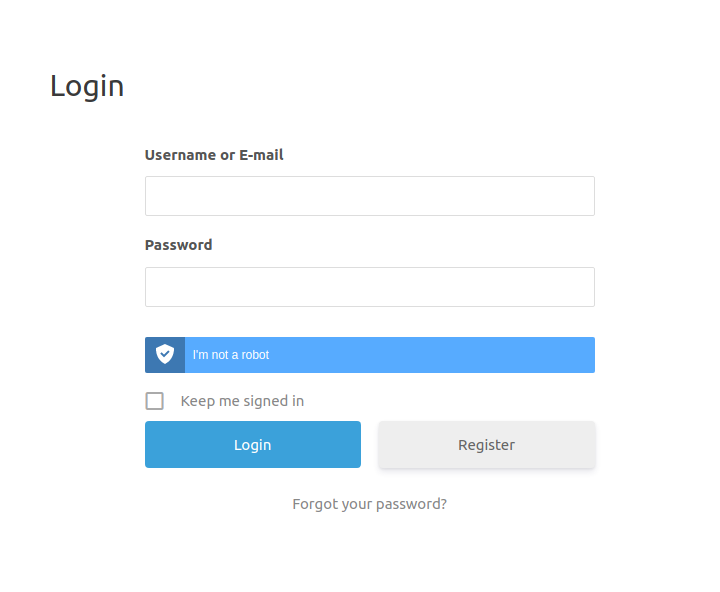 Login
Username or E-mail
Password
I'm not a robot
Keep me signed in
Login
Register
Forgot your password?